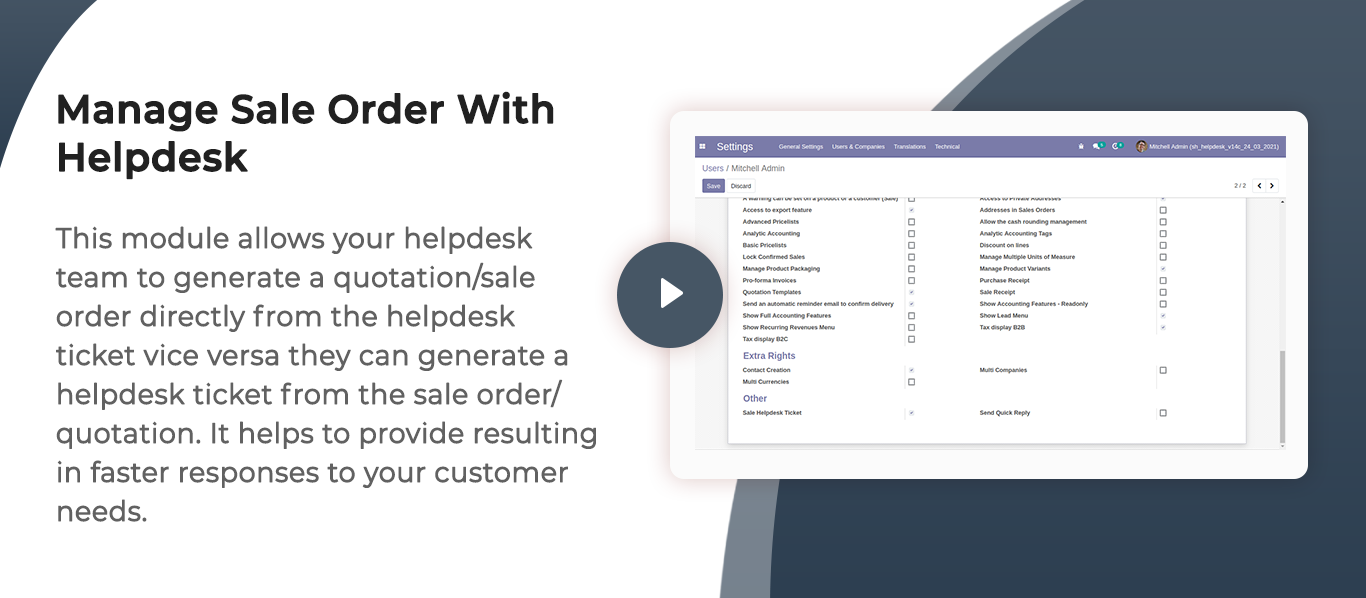 Manage Sale Order With
Helpdesk
This module allows your helpdesk
team to generate a quotation/sale
order directly from the helpdesk
ticket vice versa they can generate a
helpdesk ticket from the sale order/
quotation. It helps to provide resulting
in faster responses to your customer
needs.
Settings General Settings Users & Companies Translations Technical Mitchell Admin (sh_helpdesk_v14c_24_03_2021)
Users / Mitchell Admin
Save Discard 2 / 2
A warning can be set on a product or a customer (Sale) Access to Private Addresses
Access to export feature Addresses in Sales Orders
Advanced Pricelists Allow the cash rounding management
Analytic Accounting Analytic Accounting Tags
Basic Pricelists Discount on lines
Lock Confirmed Sales Manage Multiple Units of Measure
Manage Product Packaging Manage Product Variants
Pro-forma Invoices Purchase Receipt
Quotation Templates Sale Receipt
Send an automatic reminder email to confirm delivery Show Accounting Features - Readonly
Show Full Accounting Features Show Lead Menu
Show Recurring Revenues Menu Tax display B2B
Tax display B2C
Extra Rights
Contact Creation Multi Companies
Multi Currencies
Other
Sale Helpdesk Ticket Send Quick Reply